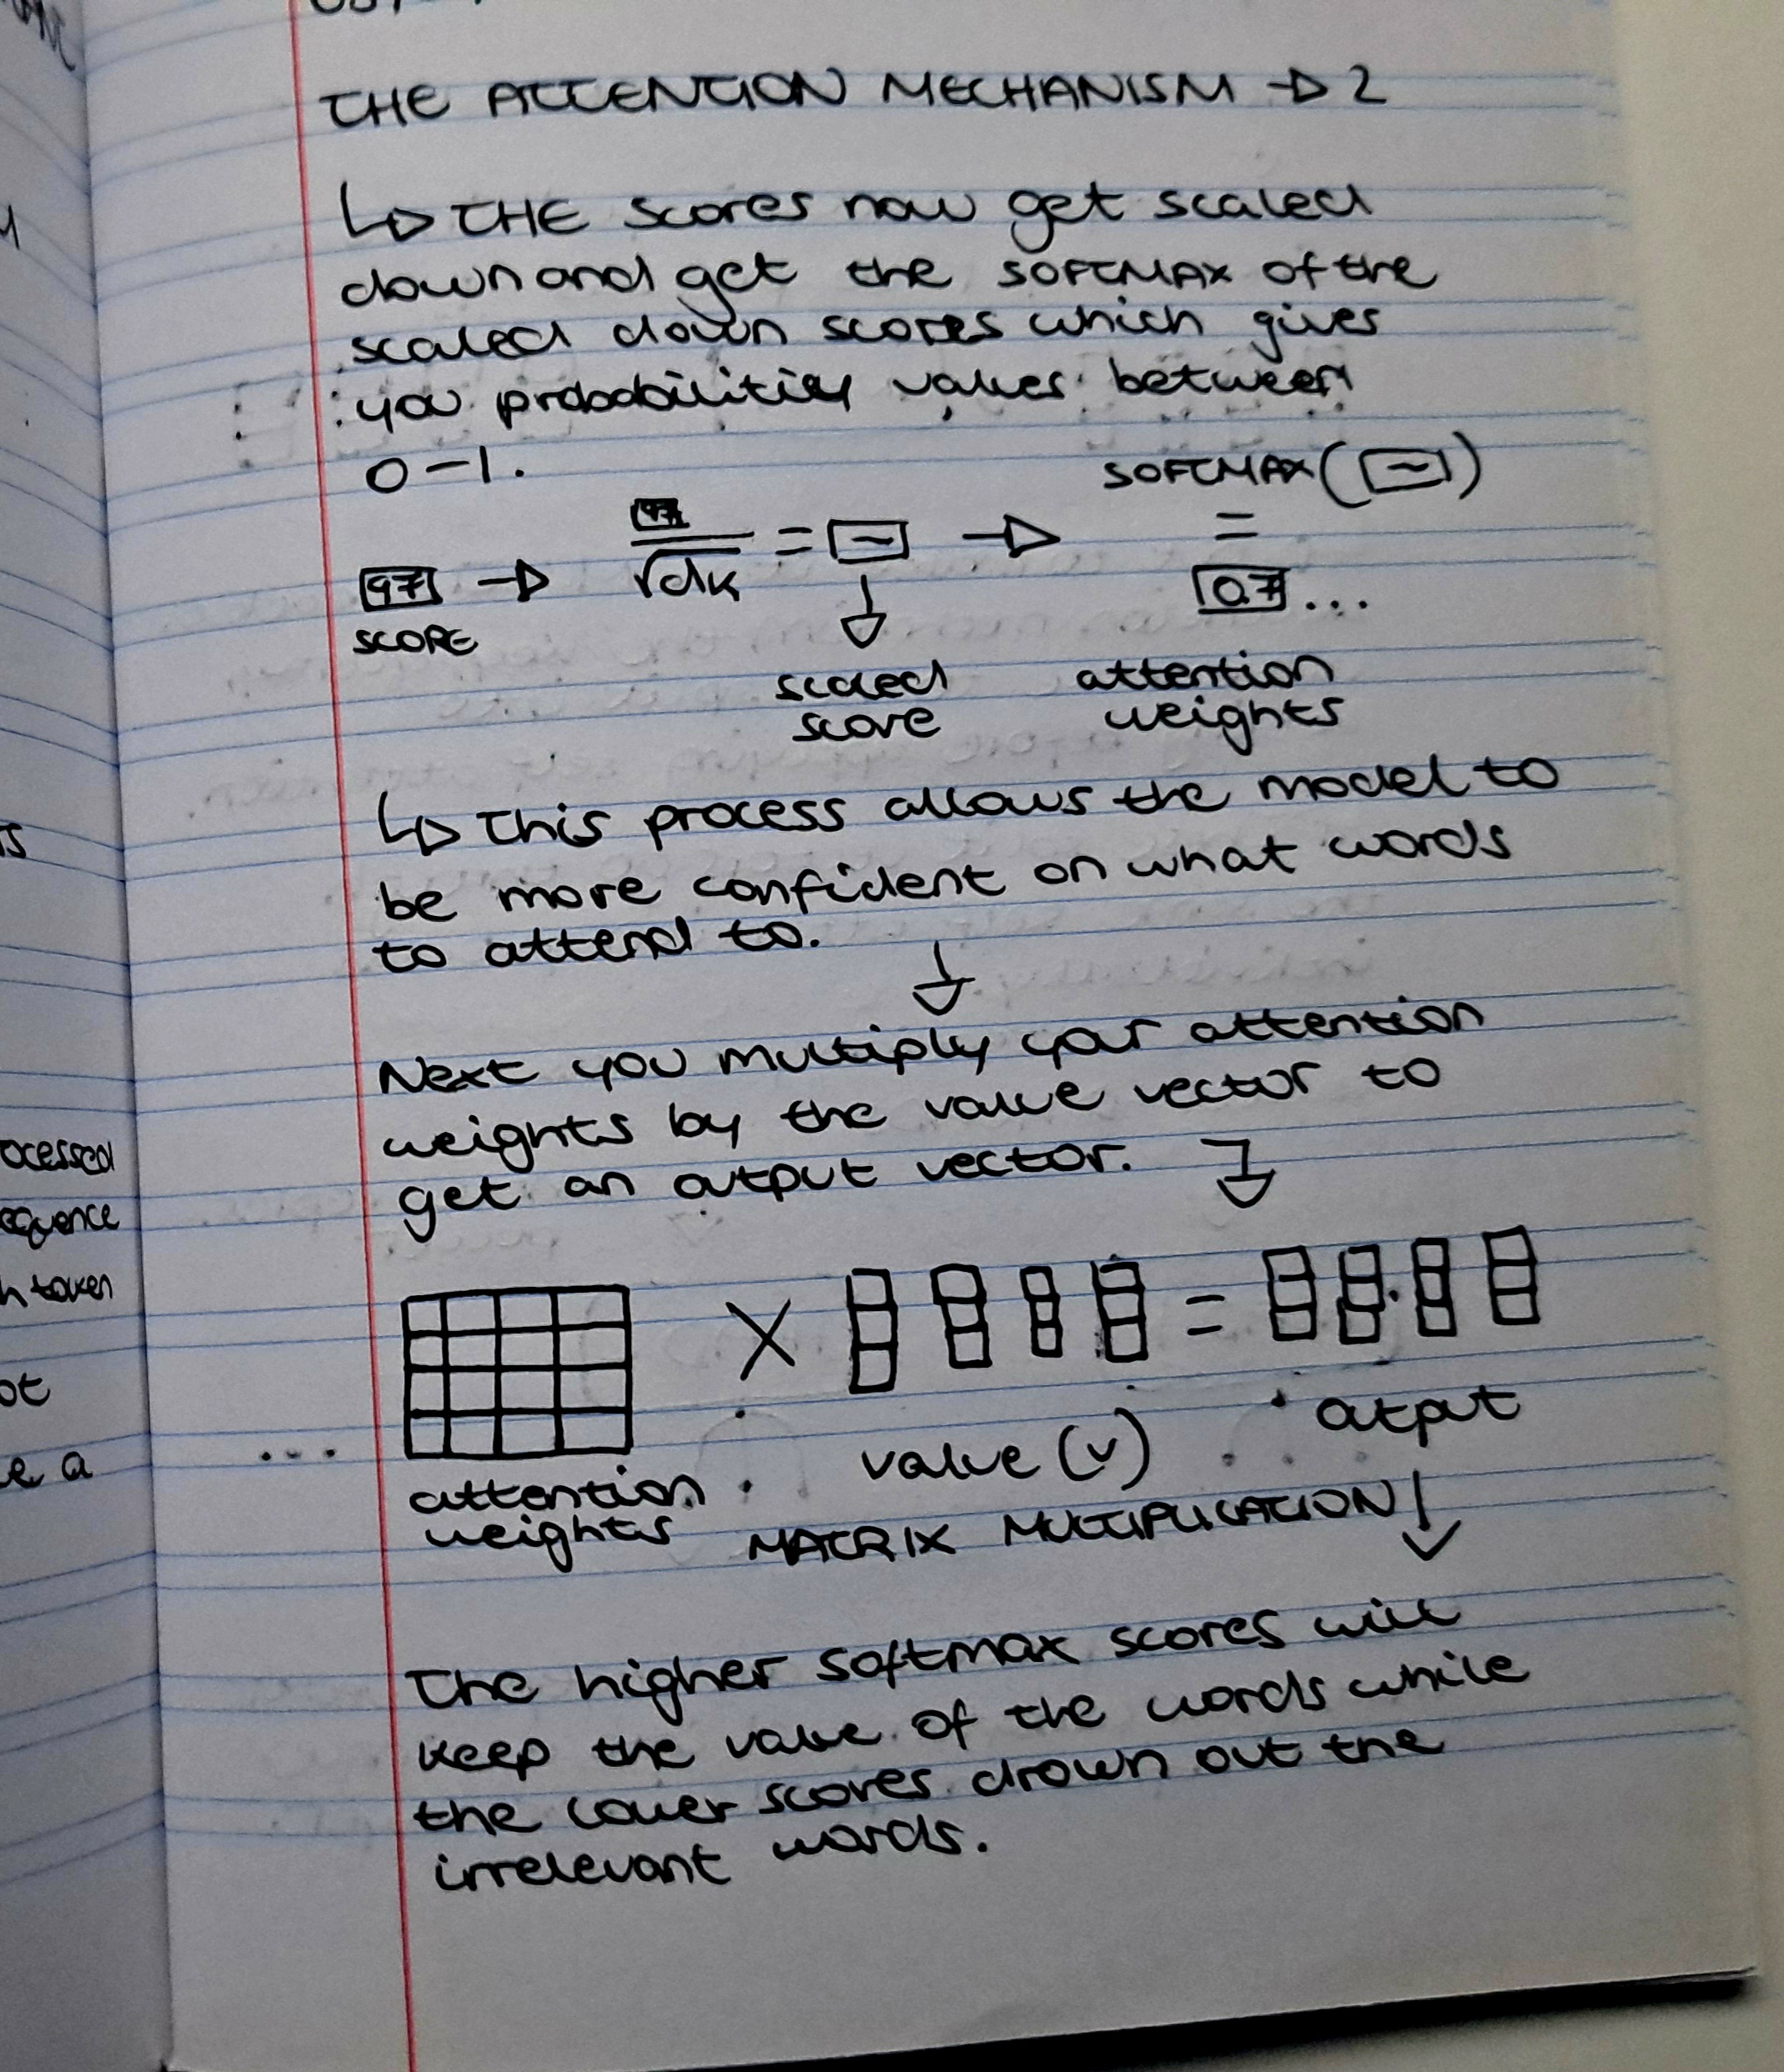 THE ATTENTION MECHANISM → 2
↳ THE scores now get scaled
down and get the SOFTMAX of the
scaled down scores which gives
you probabilities values between
0-1.
SOFTMAX(~)
97 → 97/√dk = ~ → = 0.7...
SCORE
scaled attention
score weights
↳ This process allows the model to
be more confident on what words
to attend to.
↓
Next you multiply your attention
weights by the value vector to
get an output vector. ↓
X =
output
value (v)
attention
weights MATRIX MULTIPLICATION ↓
The higher softmax scores will
keep the value of the words while
the lower scores drown out the
irrelevant words.
ocessed
equence
h token
ot
e a